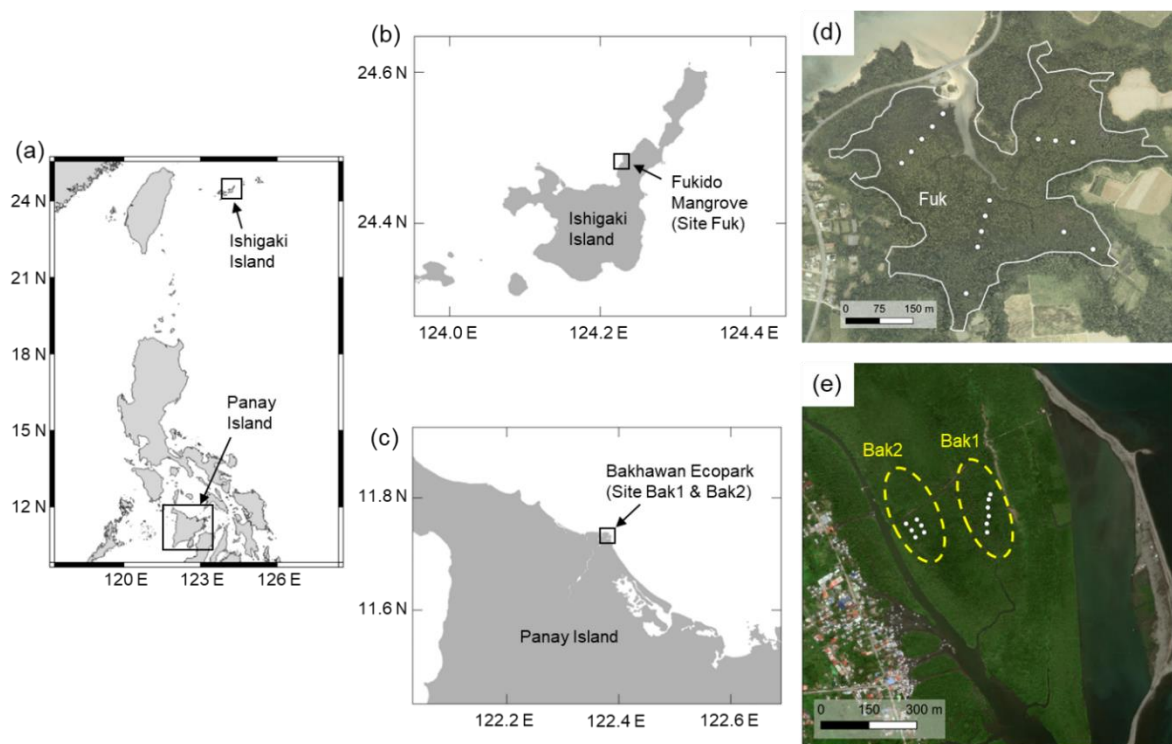 (a)
24 N
21 N
18 N
15 N
12 N
120 E
123 E
126 E
Ishigaki
Island
Panay
Island
(b)
24.6 N
24.4 N
124.0 E
124.2 E
124.4 E
Ishigaki
Island
Fukido
Mangrove
(Site Fuk)
(c)
11.8 N
11.6 N
122.2 E
122.4 E
122.6 E
Bakhawan Ecopark
(Site Bak1 & Bak2)
Panay Island
(d)
Fuk
0 75 150 m
(e)
Bak2
Bak1
0 150 300 m